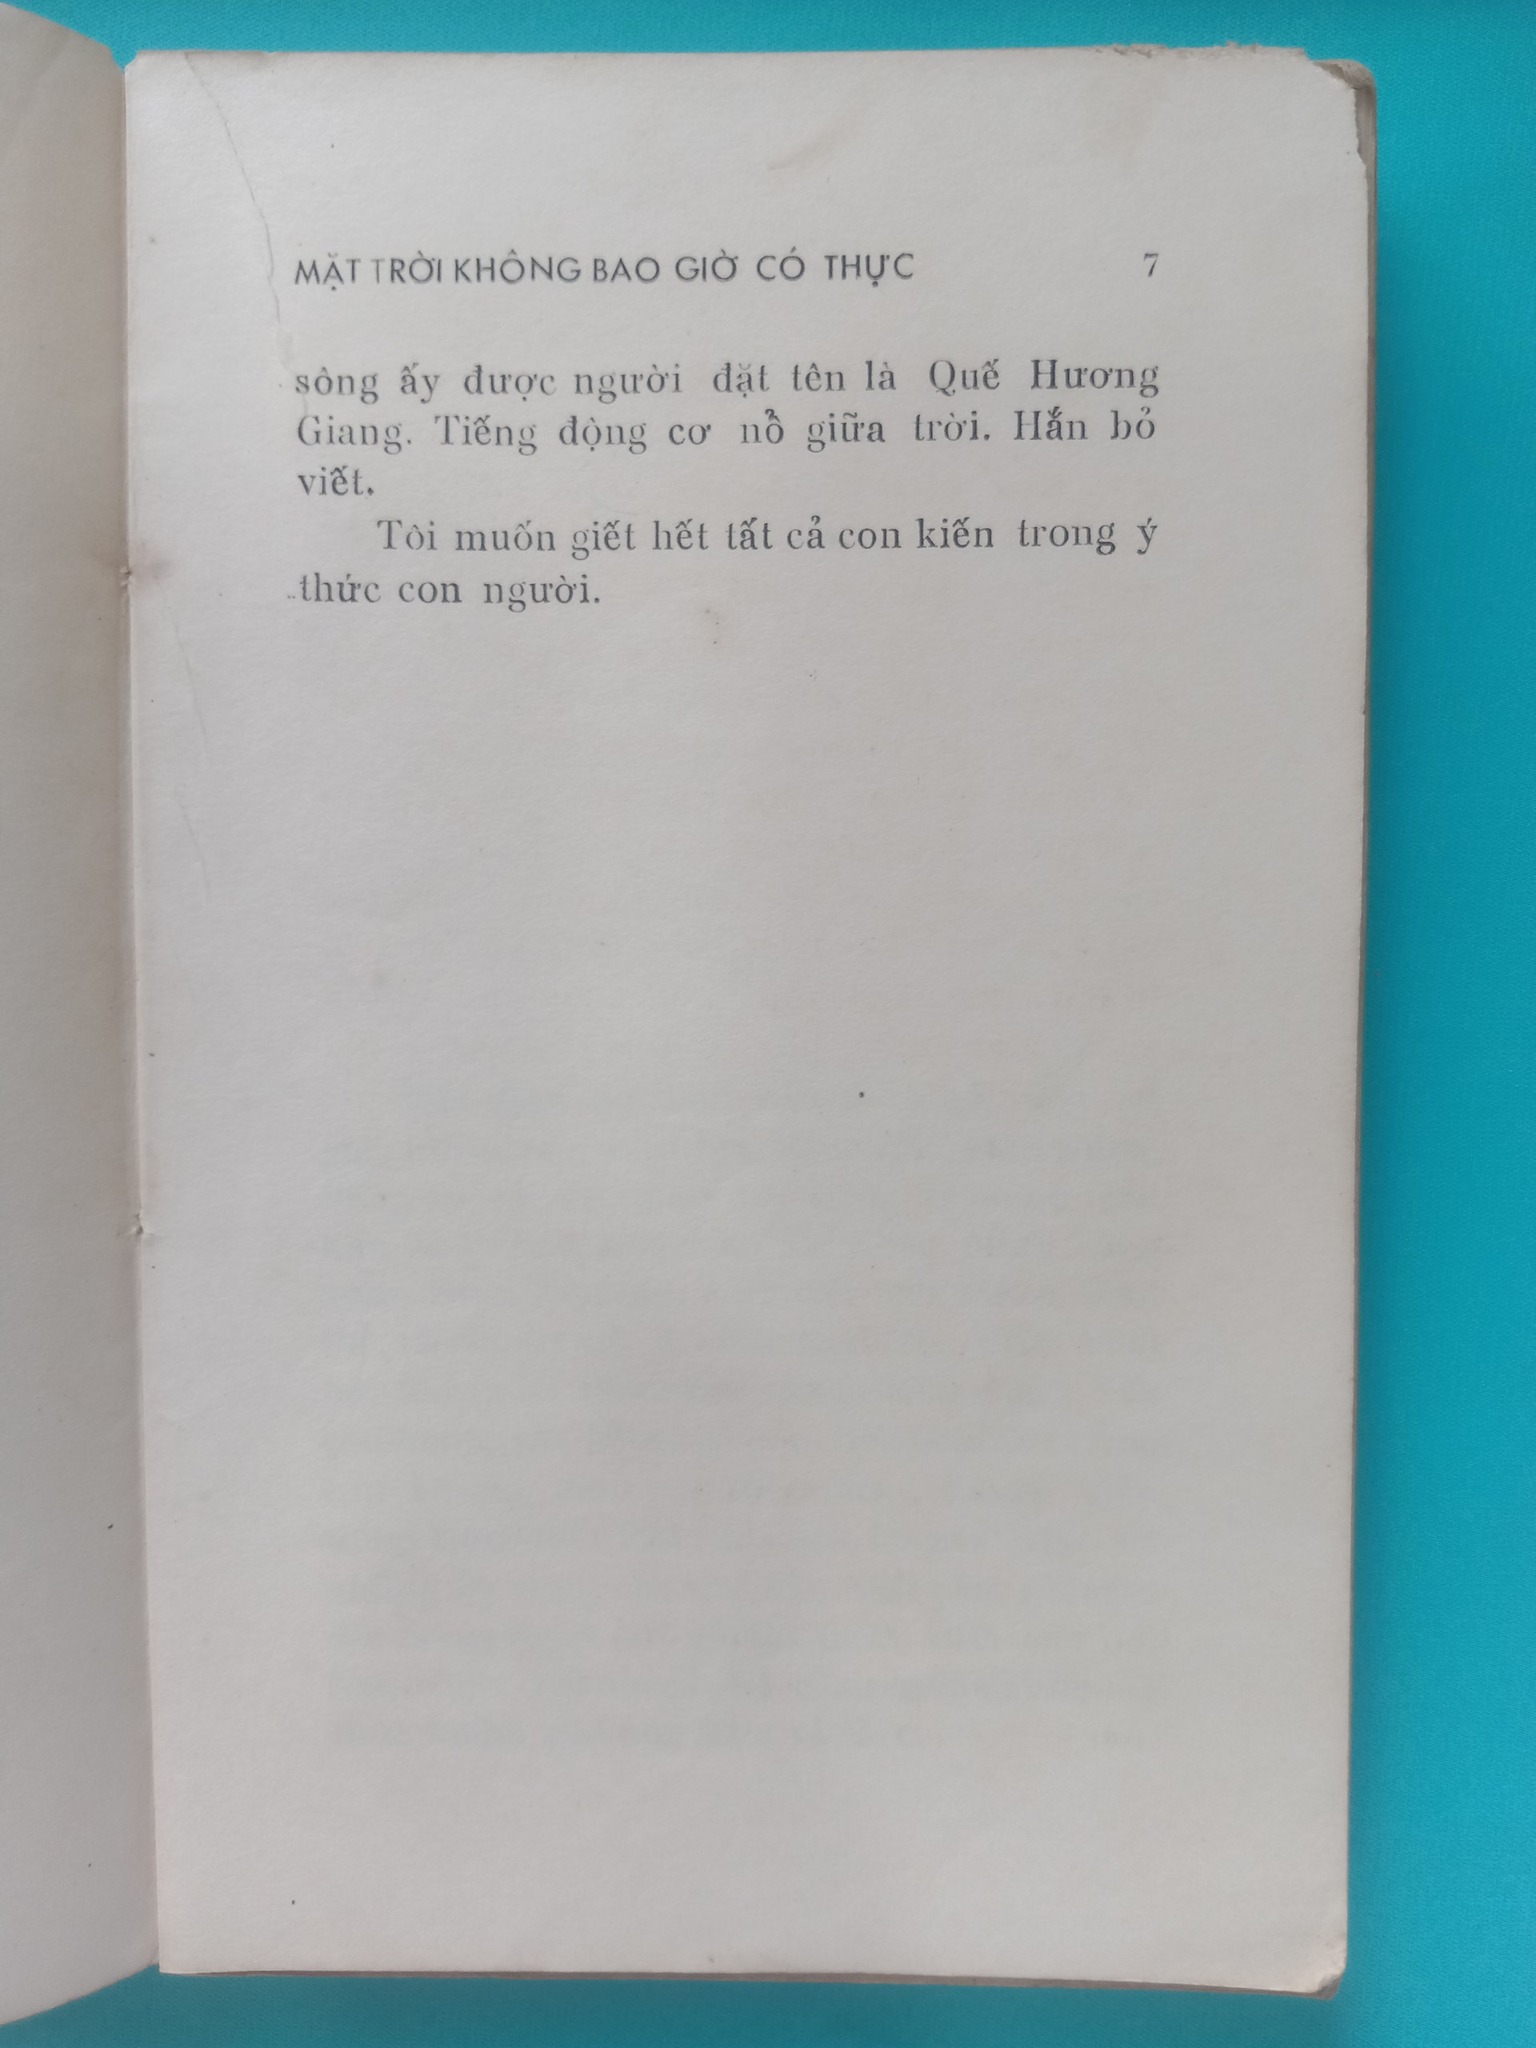 MẶT TRỜI KHÔNG BAO GIỜ CÓ THỰC 7
sông ấy được người đặt tên là Quế Hương
Giang. Tiếng động cơ nổ giữa trời. Hắn bỏ
viết.
Tôi muốn giết hết tất cả con kiến trong ý
thức con người.